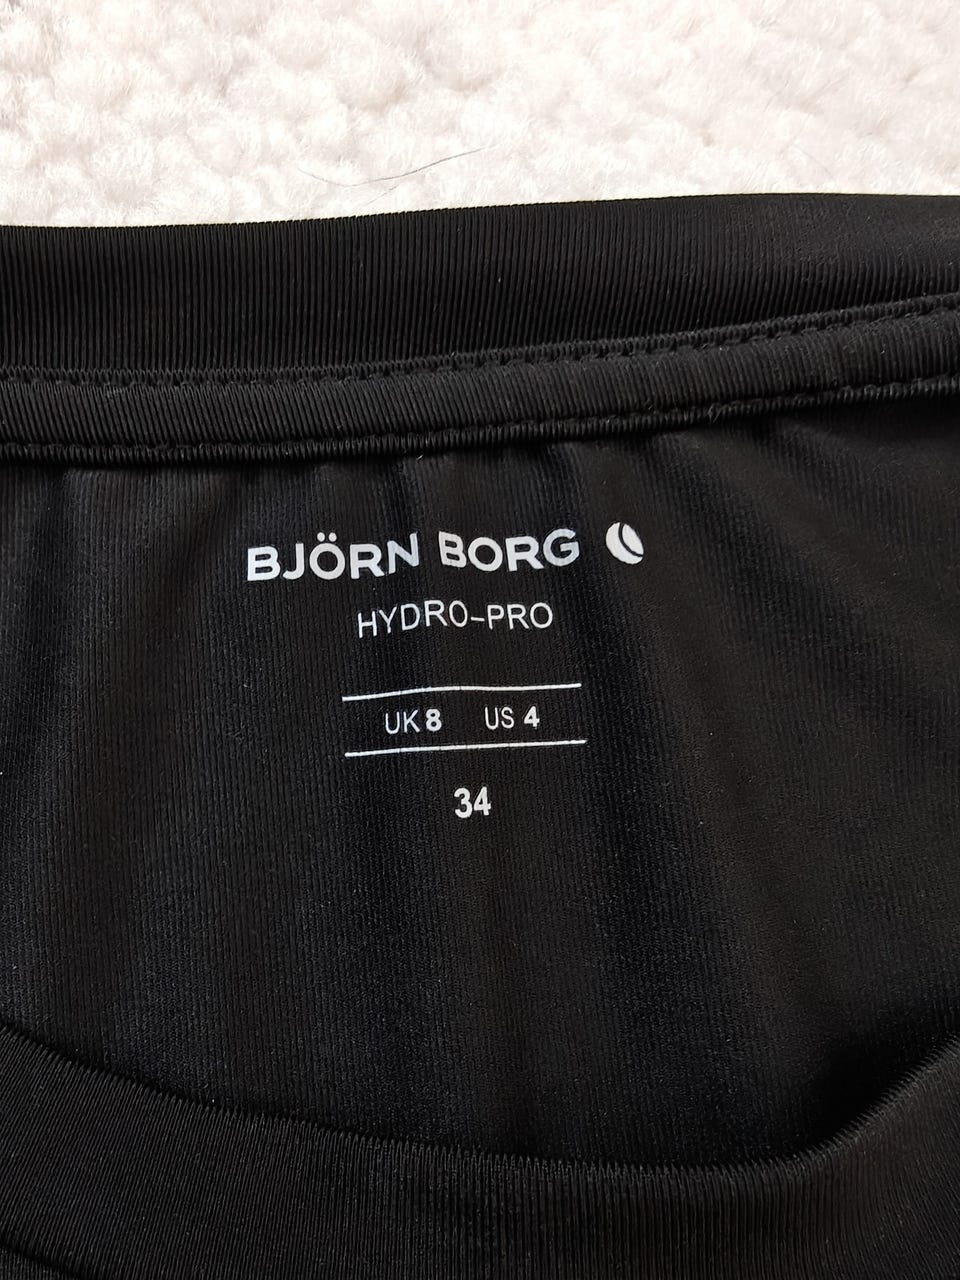 BJÖRN BORG
HYDRO-PRO
UK 8 US 4
34